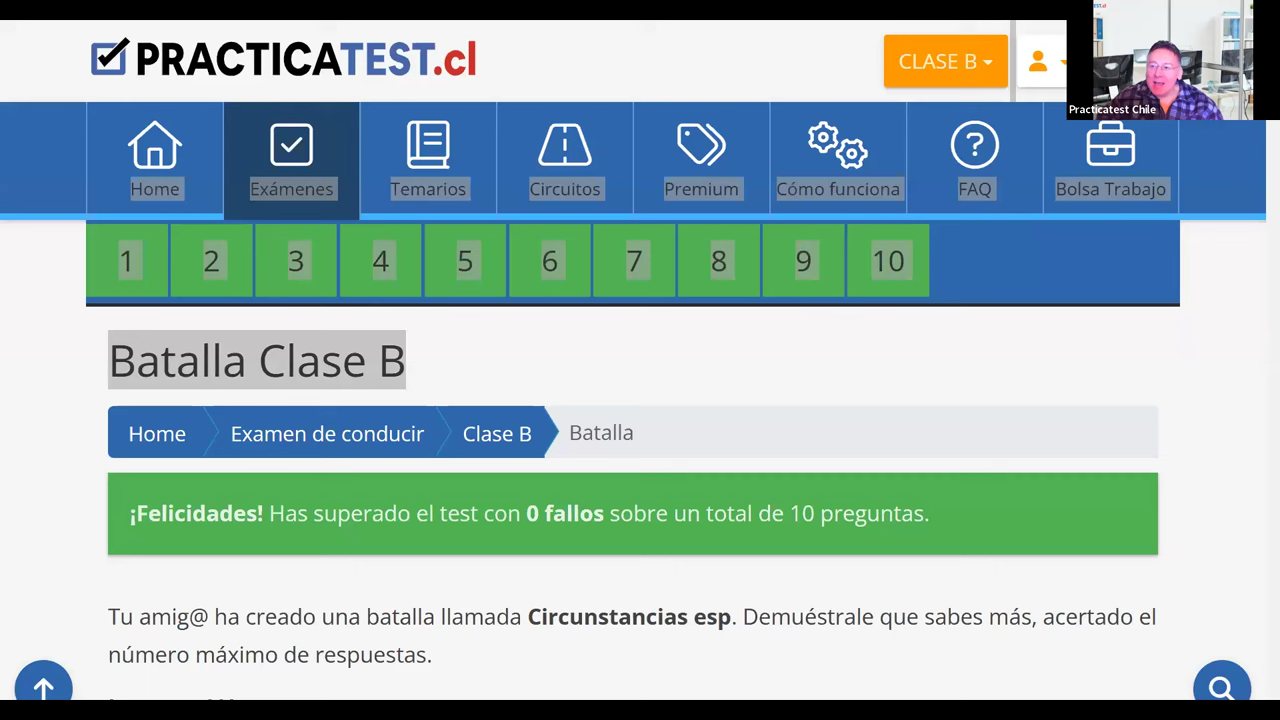 PRACTICATEST.cl
CLASE B
Practicatest Chile
Home Exámenes Temarios Circuitos Premium Cómo funciona FAQ Bolsa Trabajo
1 2 3 4 5 6 7 8 9 10
Batalla Clase B
Home Examen de conducir Clase B Batalla
¡Felicidades! Has superado el test con 0 fallos sobre un total de 10 preguntas.
Tu amig@ ha creado una batalla llamada Circunstancias esp. Demuéstrale que sabes más, acertado el
número máximo de respuestas.